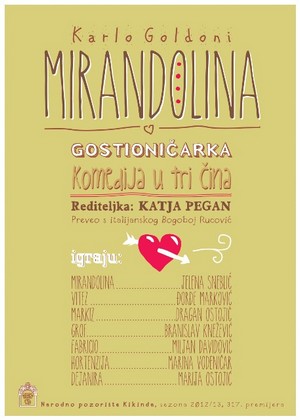 Karlo Goldoni
MIRANDOLINA
GOSTIONIČARKA
Komedija u tri čina
Rediteljka: KATJA PEGAN
Preveo s italijanskog Bogoboj Rucović
igraju:
MIRANDOLINA..........JELENA SNEBLIĆ
VITEZ..........ĐORĐE MARKOVIĆ
MARKIZ..........DRAGAN OSTOJIĆ
GROF..........BRANISLAV KNEŽEVIĆ
FABRICIO..........MILJAN DAVIDOVIĆ
HORTENZIJA..........MARINA VODENIČAR
DEJANIRA..........MARIJA OSTOJIĆ
Narodno pozorište Kikinda, sezona 2012/13, 317. premijera